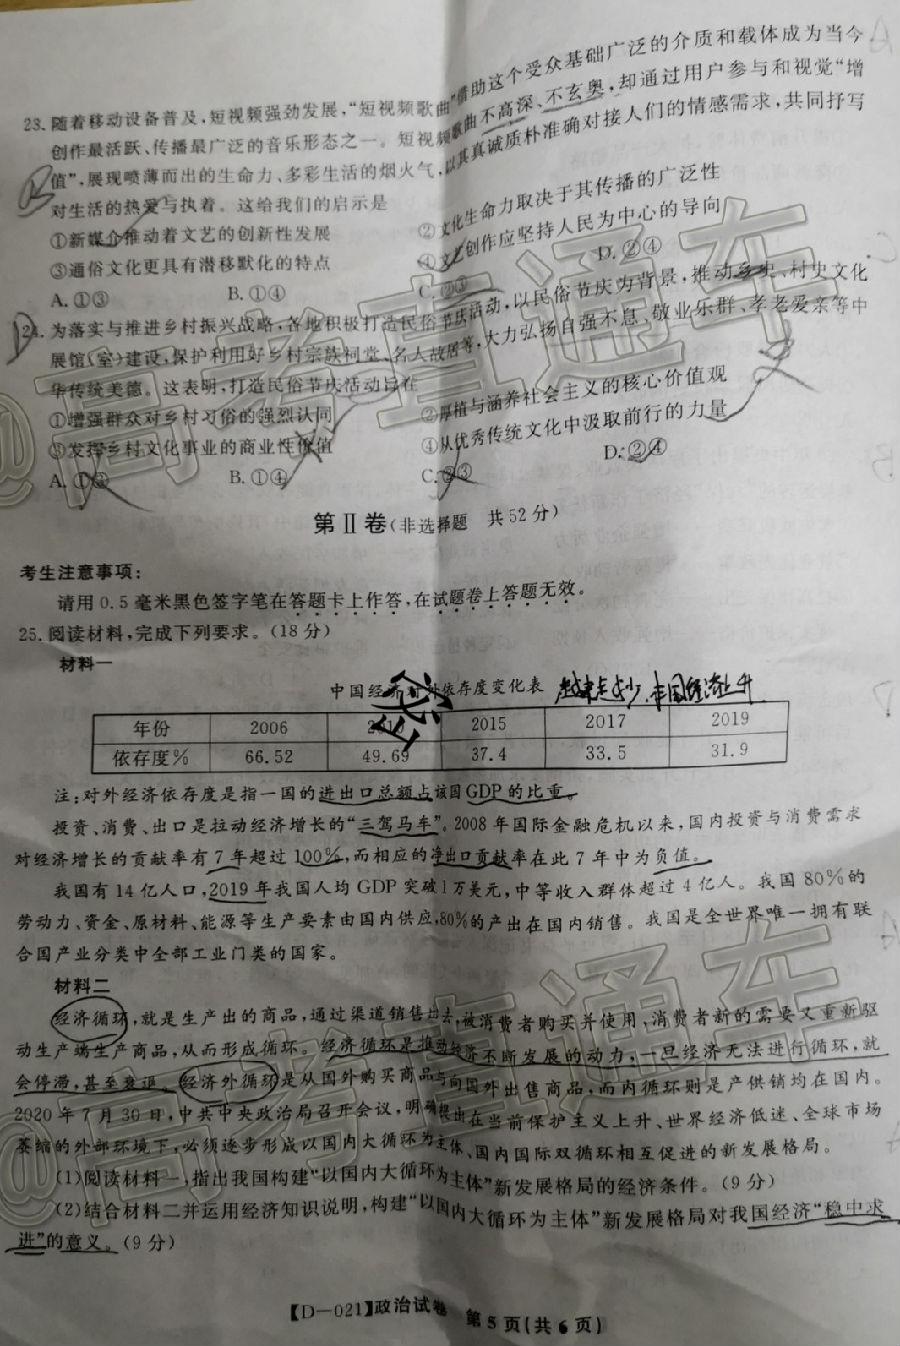 23. 随着移动设备普及,短视频强劲发展,“短视频歌曲”借助这个受众基础广泛的介质和载体成为当今
创作最活跃、传播最广泛的音乐形态之一。短视频歌曲不高深、不玄奥,却通过用户参与和视觉“增
值”,展现喷薄而出的生命力、多彩生活的烟火气,以其真诚质朴准确对接人们的情感需求,共同抒写
对生活的热爱与执着。这给我们的启示是
①新媒介推动着文艺的创新性发展 ②文化生命力取决于其传播的广泛性
③通俗文化更具有潜移默化的特点 ④文艺创作应坚持人民为中心的导向
A. ①③ B. ①④ C. ②③ D. ②④
24. 为落实与推进乡村振兴战略,各地积极打造民俗节庆活动,以民俗节庆为背景,推动乡史、村史文化
展馆(室)建设,保护利用好乡村宗族祠堂、名人故居等,大力弘扬自强不息、敬业乐群、孝老爱亲等中
华传统美德。这表明,打造民俗节庆活动旨在
①增强群众对乡村习俗的强烈认同 ②厚植与涵养社会主义的核心价值观
③发挥乡村文化事业的商业性价值 ④从优秀传统文化中汲取前行的力量
A. ①③ B. ①④ C. ②③ D. ②④
第Ⅱ卷(非选择题 共52分)
考生注意事项:
请用0.5毫米黑色签字笔在答题卡上作答,在试题卷上答题无效。
25. 阅读材料,完成下列要求。(18分)
材料一
中国经济对外依存度变化表
年份 2006 2010 2015 2017 2019
依存度% 66.52 49.69 37.4 33.5 31.9
注:对外经济依存度是指一国的进出口总额占该国GDP的比重。
投资、消费、出口是拉动经济增长的“三驾马车”。2008年国际金融危机以来,国内投资与消费需求
对经济增长的贡献率有7年超过100%,而相应的净出口贡献率在此7年中为负值。
我国有14亿人口,2019年我国人均GDP突破1万美元,中等收入群体超过4亿人。我国80%的
劳动力、资金、原材料、能源等生产要素由国内供应,80%的产出在国内销售。我国是全世界唯一拥有联
合国产业分类中全部工业门类的国家。
材料二
经济循环,就是生产出的商品,通过渠道销售出去,被消费者购买并使用,消费者新的需要又重新驱
动生产端生产商品,从而形成循环。经济循环是推动经济不断发展的动力,一旦经济无法进行循环,就
会停滞,甚至衰退。经济外循环是从国外购买商品与向国外出售商品,而内循环则是产供销均在国内。
2020年7月30日,中共中央政治局召开会议,明确提出在当前保护主义上升、世界经济低迷、全球市场
萎缩的外部环境下,必须逐步形成以国内大循环为主体、国内国际双循环相互促进的新发展格局。
(1)阅读材料一,指出我国构建“以国内大循环为主体”新发展格局的经济条件。(9分)
(2)结合材料二并运用经济知识说明,构建“以国内大循环为主体”新发展格局对我国经济“稳中求
进”的意义。(9分)
【D—021】政治试卷 第5页(共6页)
@高考直通车
@高考直通车